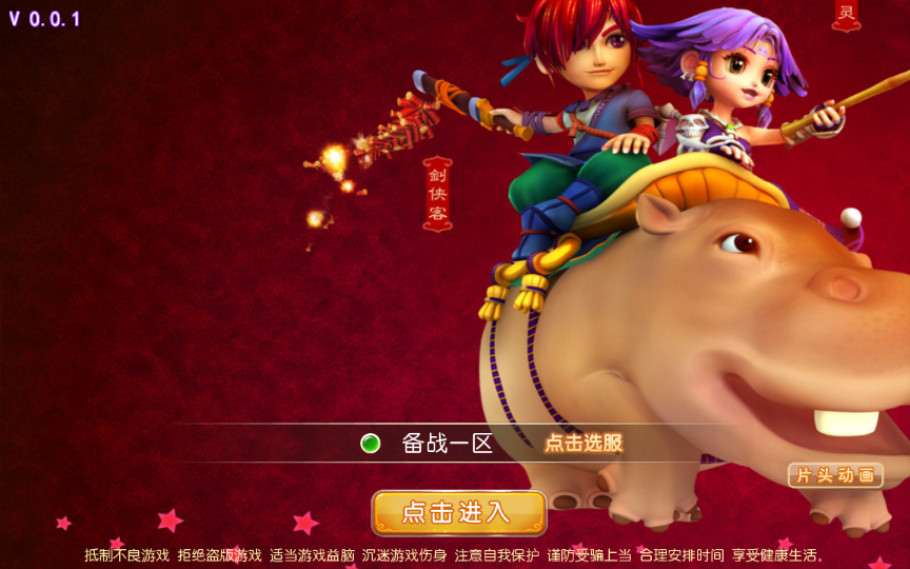 V 0.0.1
灵
剑侠客
备战一区 点击选服
片头动画
点击进入
抵制不良游戏 拒绝盗版游戏 适当游戏益脑 沉迷游戏伤身 注意自我保护 谨防受骗上当 合理安排时间 享受健康生活。